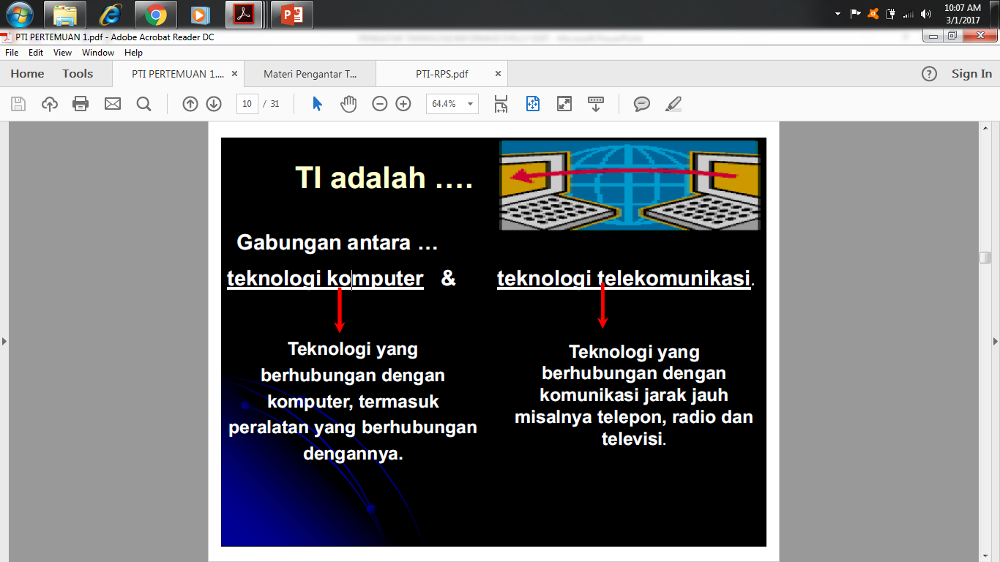 10:07 AM
3/1/2017
PTI PERTEMUAN 1.pdf - Adobe Acrobat Reader DC
File Edit View Window Help
Home Tools PTI PERTEMUAN 1.... × Materi Pengantar T... PTI-RPS.pdf × ? Sign In
10 / 31 64.4%
TI adalah ….
Gabungan antara …
teknologi komputer & teknologi telekomunikasi.
Teknologi yang
berhubungan dengan
komputer, termasuk
peralatan yang berhubungan
dengannya.
Teknologi yang
berhubungan dengan
komunikasi jarak jauh
misalnya telepon, radio dan
televisi.